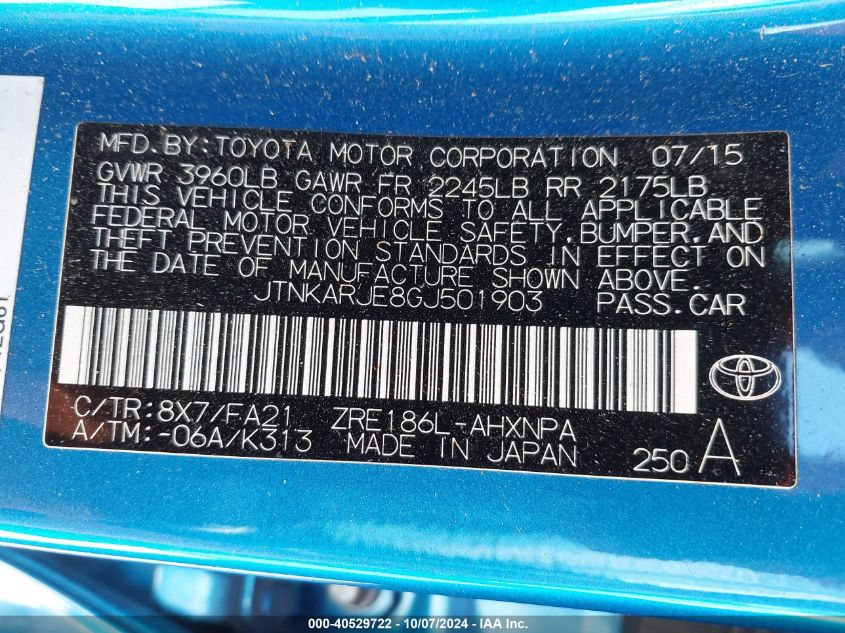 MFD.BY:TOYOTA MOTOR CORPORATION 07/15
GVWR 3960LB GAWR FR 2245LB RR 2175LB
THIS VEHICLE CONFORMS TO ALL APPLICABLE
FEDERAL MOTOR VEHICLE SAFETY,BUMPER,AND
THEFT PREVENTION STANDARDS IN EFFECT ON
THE DATE OF MANUFACTURE SHOWN ABOVE.
JTNKARJE8GJ501903 PASS.CAR
C/TR:8X7/FA21 ZRE186L-AHXNPA
A/TM:-06A/K313 MADE IN JAPAN 250 A
000-40529722 - 10/07/2024 - IAA Inc.